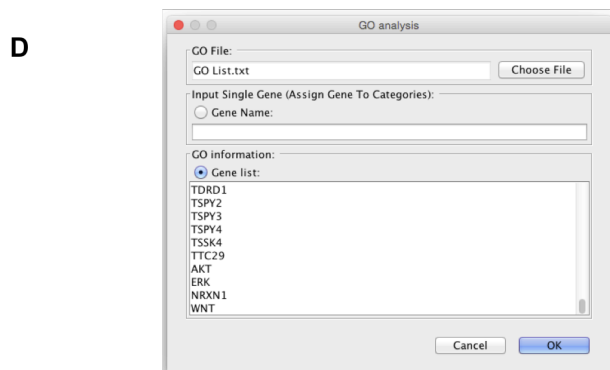 D
GO analysis
GO File:
GO List.txt
Choose File
Input Single Gene (Assign Gene To Categories):
Gene Name:
GO information:
Gene list:
TDRD1
TSPY2
TSPY3
TSPY4
TSSK4
TTC29
AKT
ERK
NRXN1
WNT
Cancel
OK